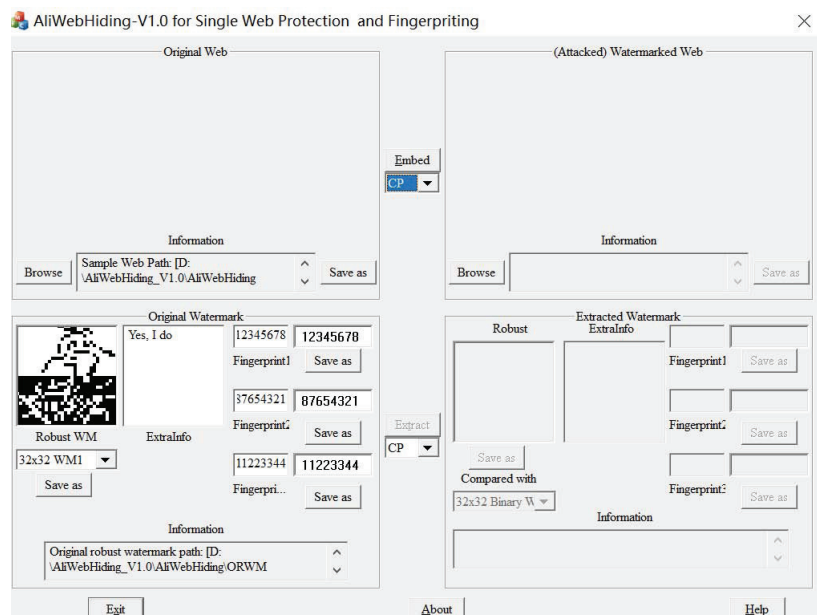 AliWebHiding-V1.0 for Single Web Protection and Fingerpriting
Original Web
Information
Browse
Sample Web Path: [D:
\AliWebHiding_V1.0\AliWebHiding
Save as
Embed
CP
(Attacked) Watermarked Web
Information
Browse
Save as
Original Watermark
Yes, I do
12345678
12345678
Fingerprint1
Save as
87654321
Fingerprint2
Save as
11223344
11223344
Fingerpri...
Save as
Robust WM
ExtraInfo
32x32 WM1
Save as
Information
Original robust watermark path: [D:
\AliWebHiding_V1.0\AliWebHiding\ORWM
Extract
CP
Extracted Watermark
Robust
ExtraInfo
Fingerprint1
Save as
Fingerprint2
Save as
Fingerprint3
Save as
Save as
Compared with
32x32 Binary W
Information
Exit
About
Help